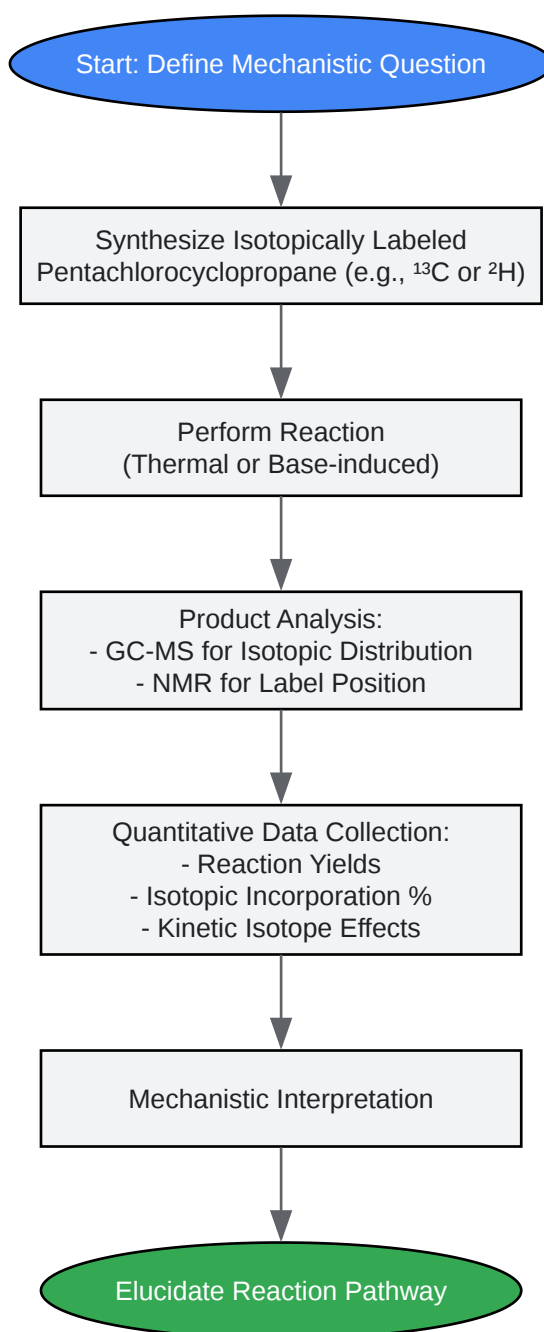 Start: Define Mechanistic Question
Synthesize Isotopically Labeled
Pentachlorocyclopropane (e.g., ¹³C or ²H)
Perform Reaction
(Thermal or Base-induced)
Product Analysis:
- GC-MS for Isotopic Distribution
- NMR for Label Position
Quantitative Data Collection:
- Reaction Yields
- Isotopic Incorporation %
- Kinetic Isotope Effects
Mechanistic Interpretation
Elucidate Reaction Pathway